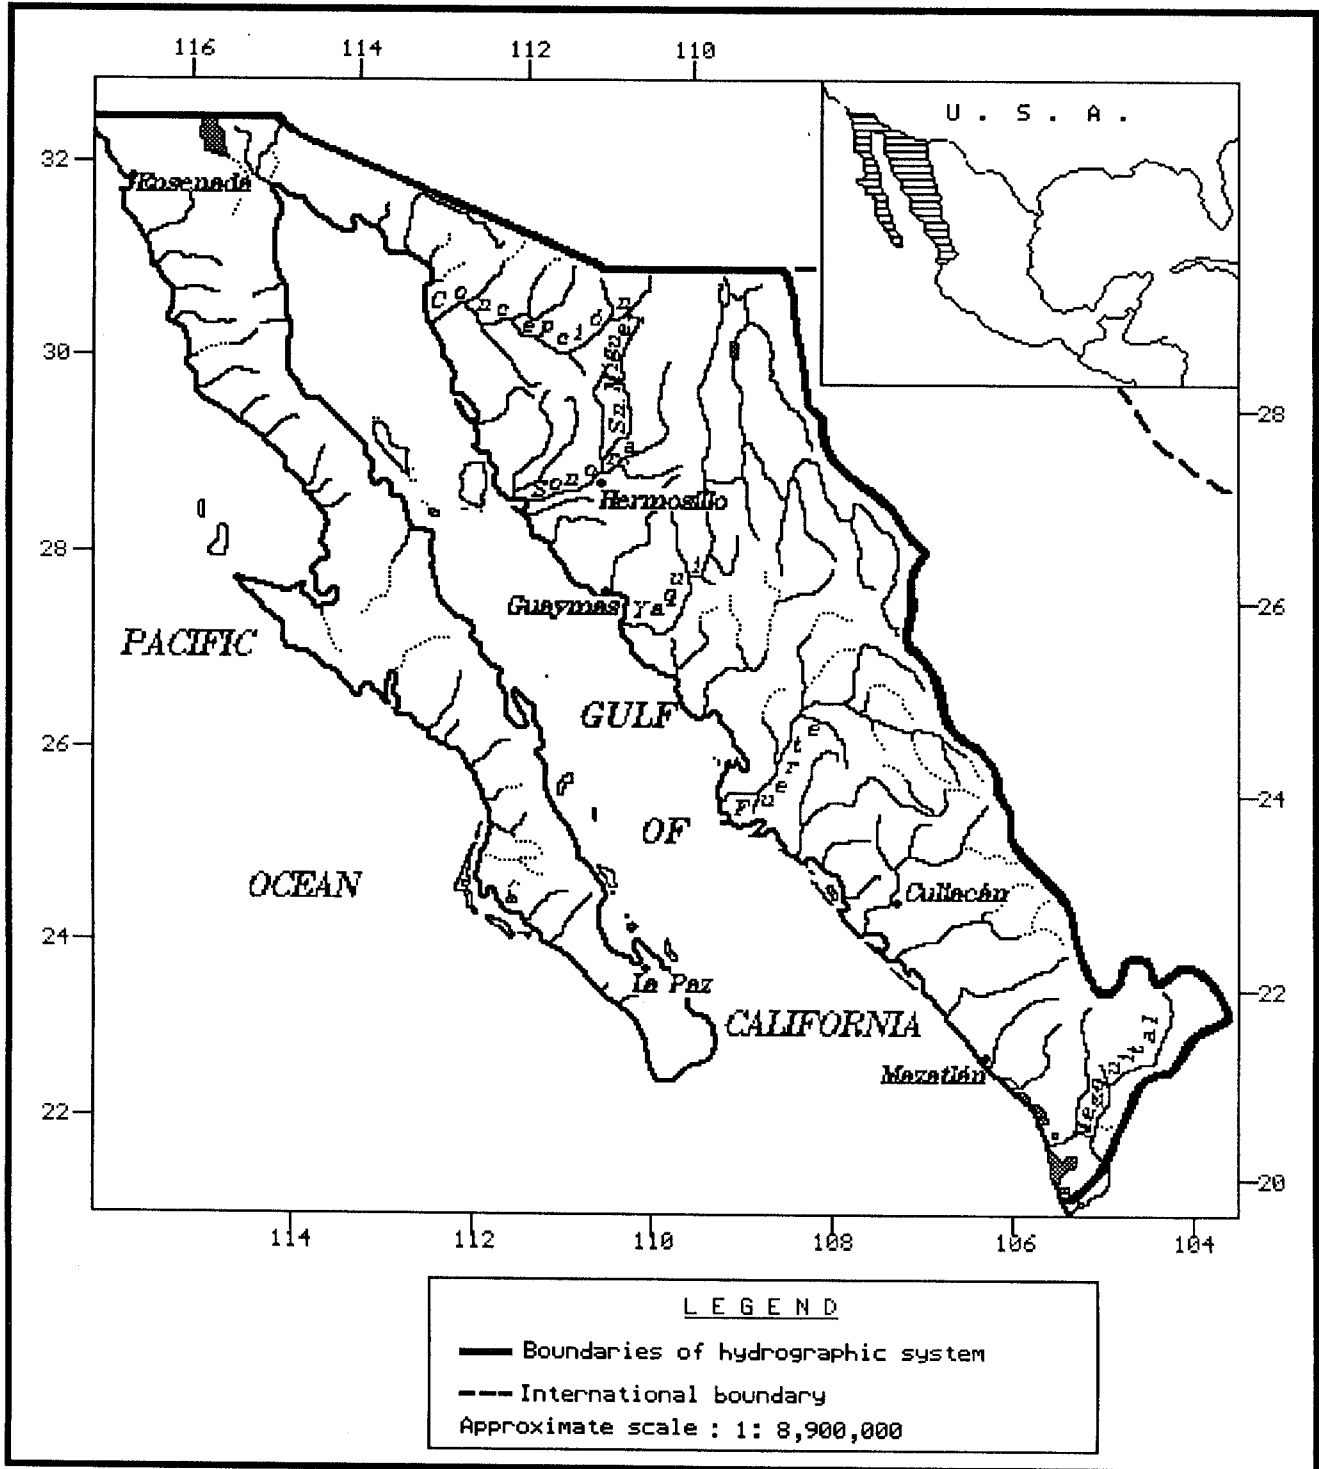 116 114 112 110
U . S . A .
32
Ensenada
Concepción
Sn. Miguel
30
28
Sonora
Hermosillo
28
Yaqui
26
Guaymas
PACIFIC
GULF
26
Fuerte
24
OF
OCEAN
Culiacán
24
La Paz
22
CALIFORNIA
Mezquital
Mazatlán
22
20
114 112 110 108 106 104
L E G E N D
Boundaries of hydrographic system
International boundary
Approximate scale : 1: 8,900,000